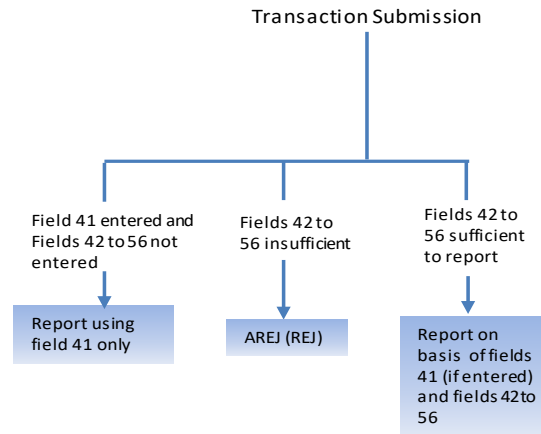 Transaction Submission
Field 41 entered and
Fields 42 to 56 not
entered
Fields 42 to
56 insufficient
Fields 42 to
56 sufficient
to report
Report using
field 41 only
AREJ (REJ)
Report on
basis of fields
41 (if entered)
and fields 42to
56